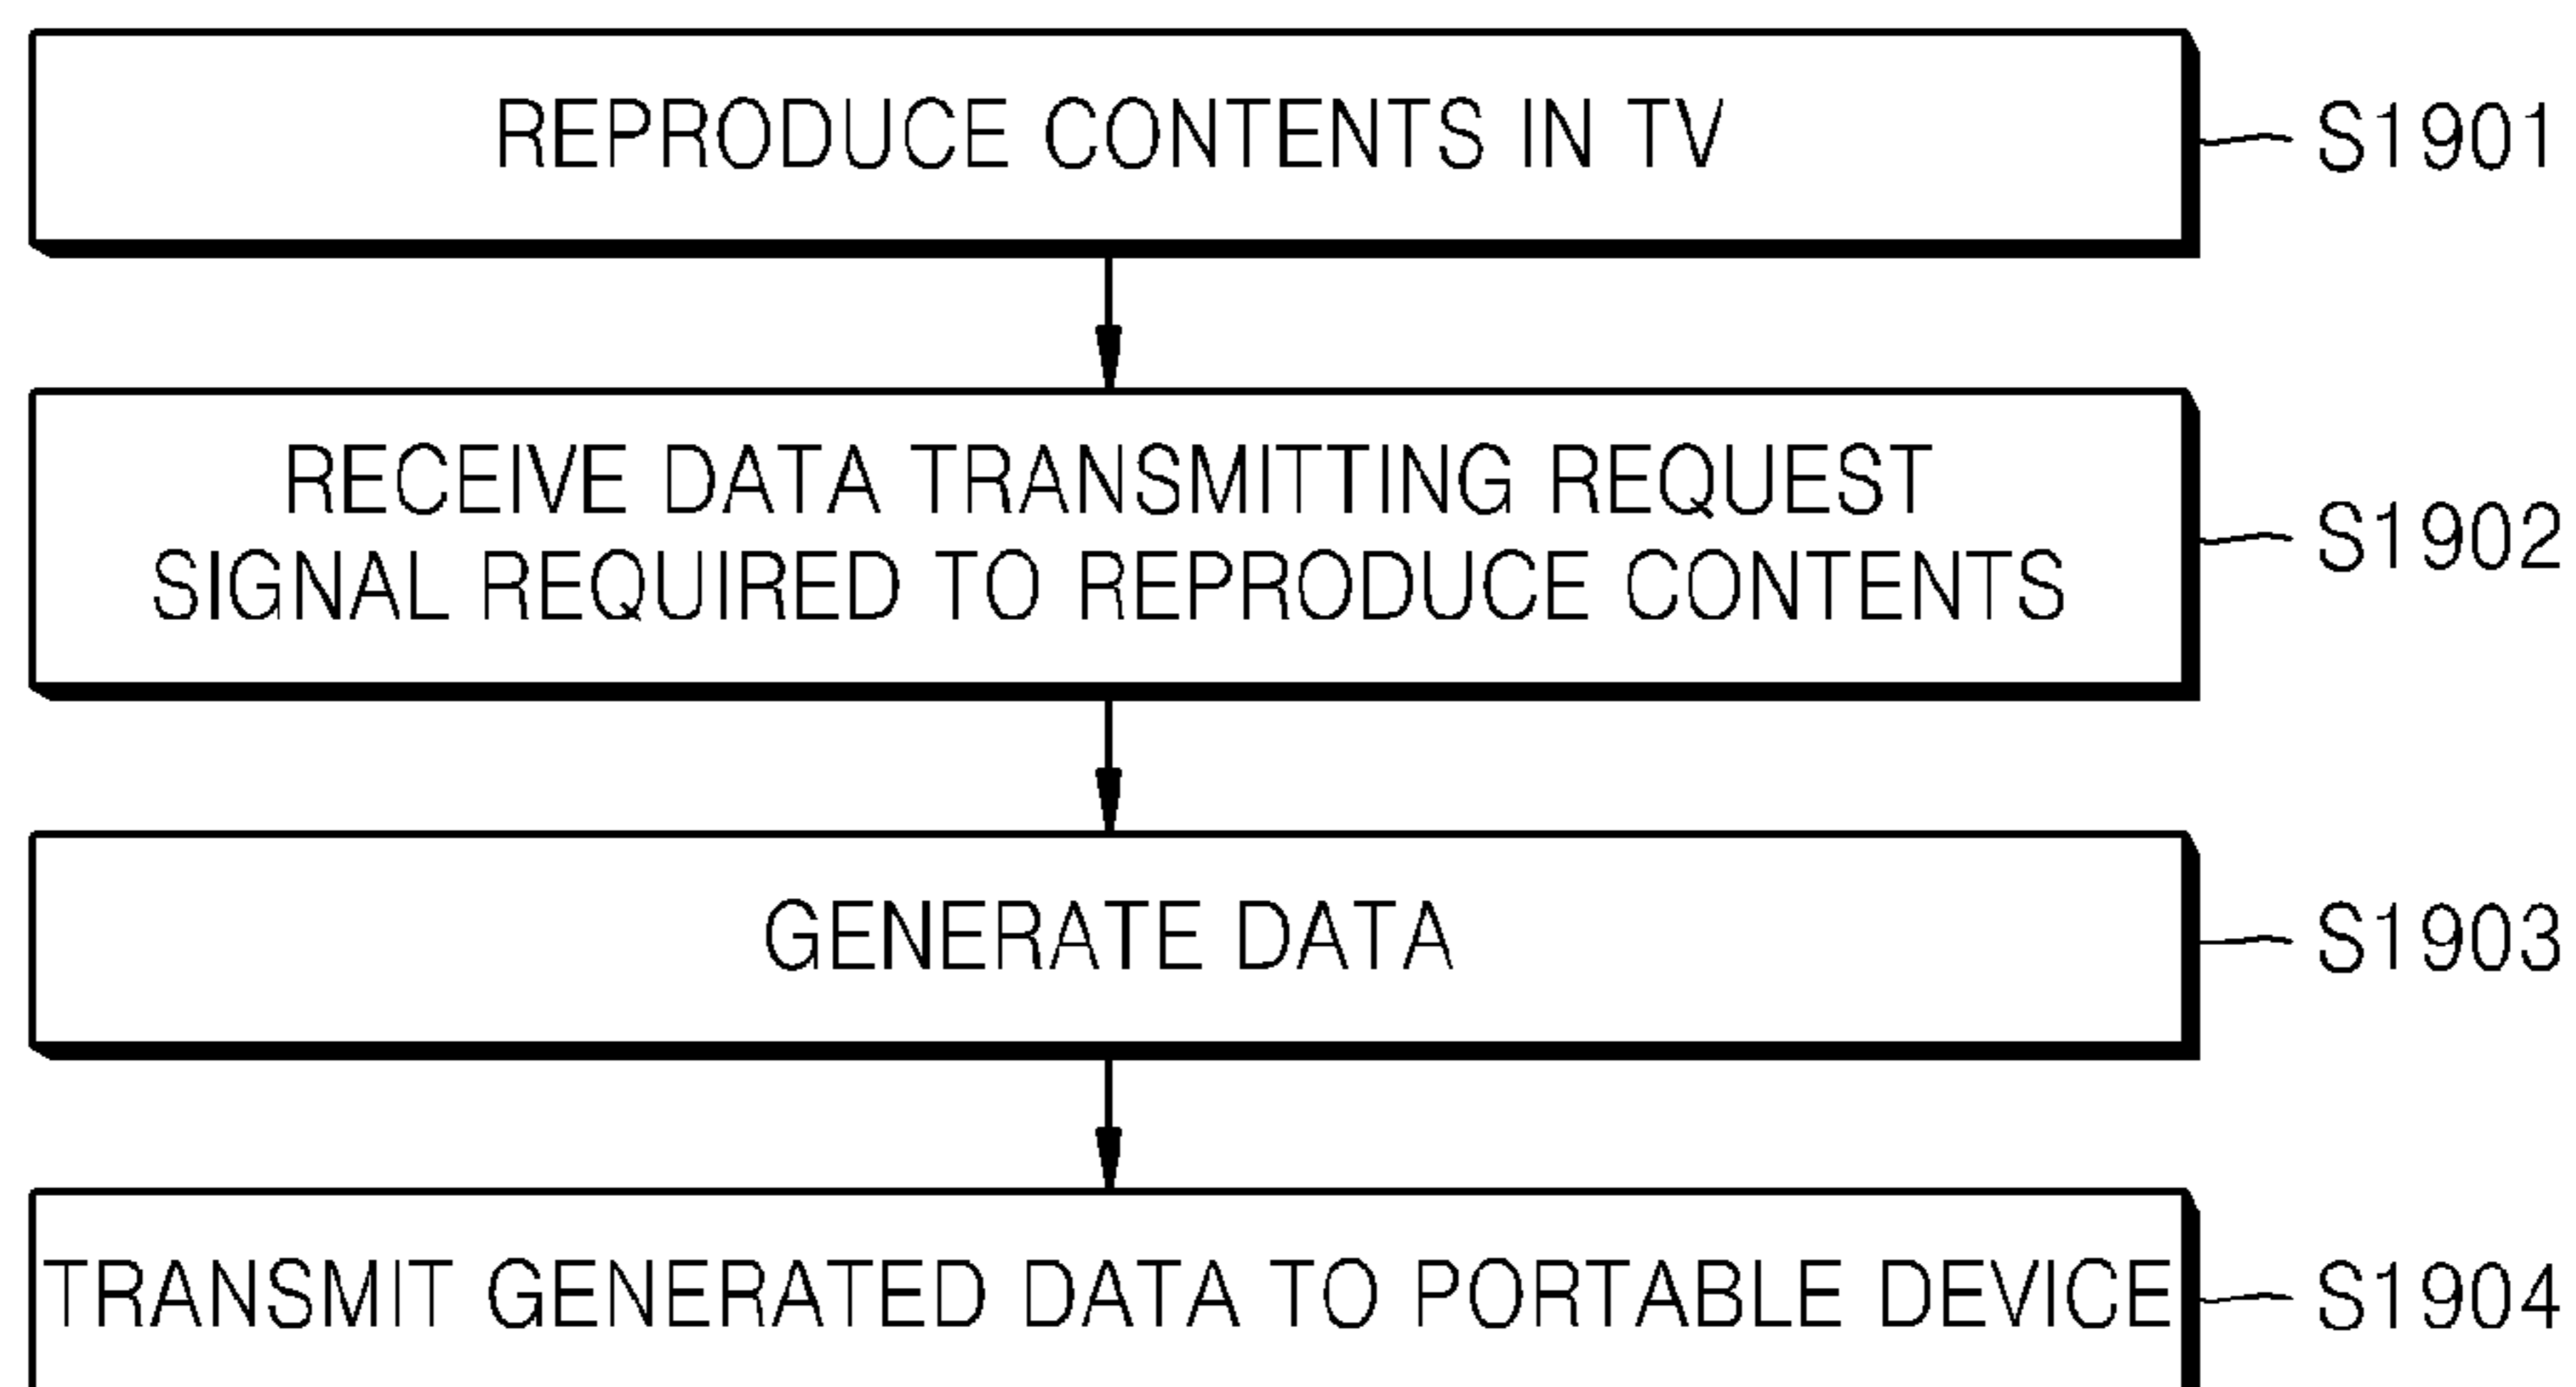 REPRODUCE CONTENTS IN TV
S1901
RECEIVE DATA TRANSMITTING REQUEST
SIGNAL REQUIRED TO REPRODUCE CONTENTS
S1902
GENERATE DATA
S1903
TRANSMIT GENERATED DATA TO PORTABLE DEVICE
S1904